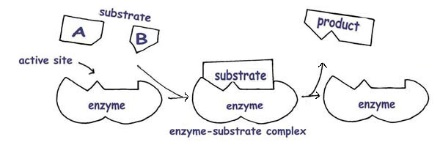 substrate
A
B
product
active site
substrate
enzyme
enzyme
enzyme
enzyme-substrate complex